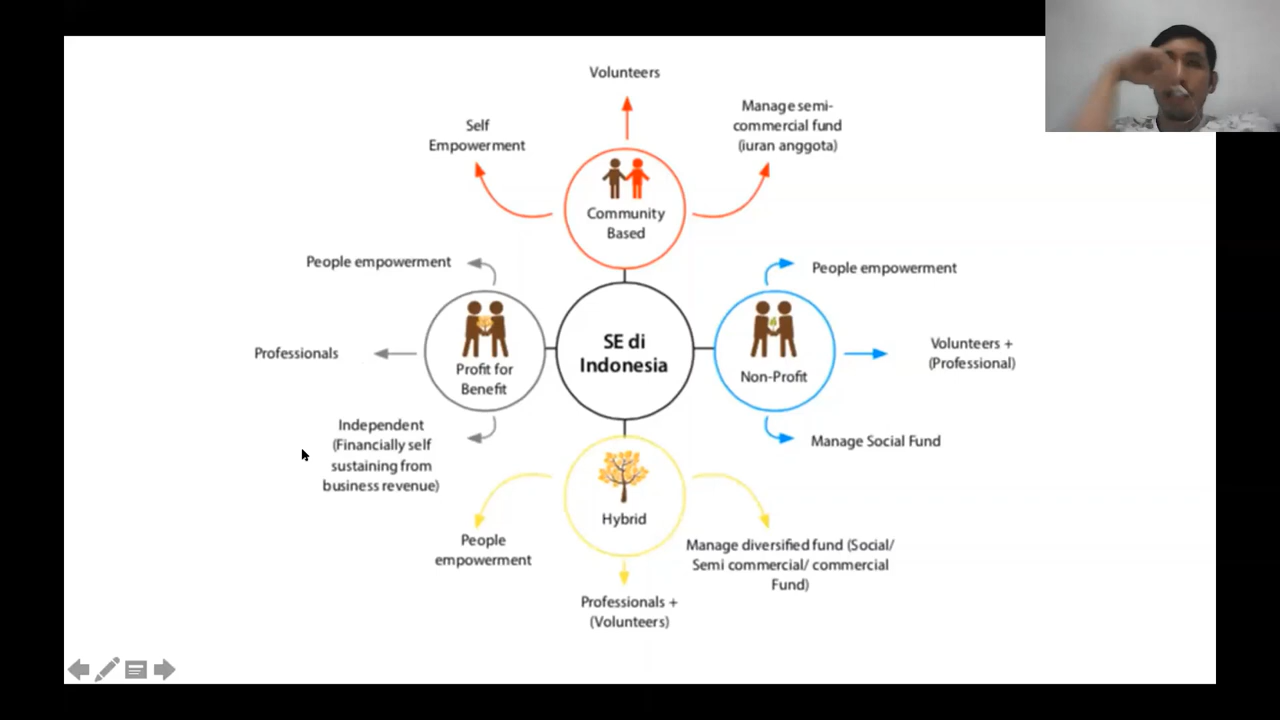 Volunteers
Manage semi-
commercial fund
(iuran anggota)
Self
Empowerment
Community
Based
People empowerment
People empowerment
SE di
Indonesia
Professionals
Profit for
Benefit
Non-Profit
Volunteers +
(Professional)
Independent
(Financially self
sustaining from
business revenue)
Manage Social Fund
Hybrid
People
empowerment
Manage diversified fund (Social/
Semi commercial/ commercial
Fund)
Professionals +
(Volunteers)